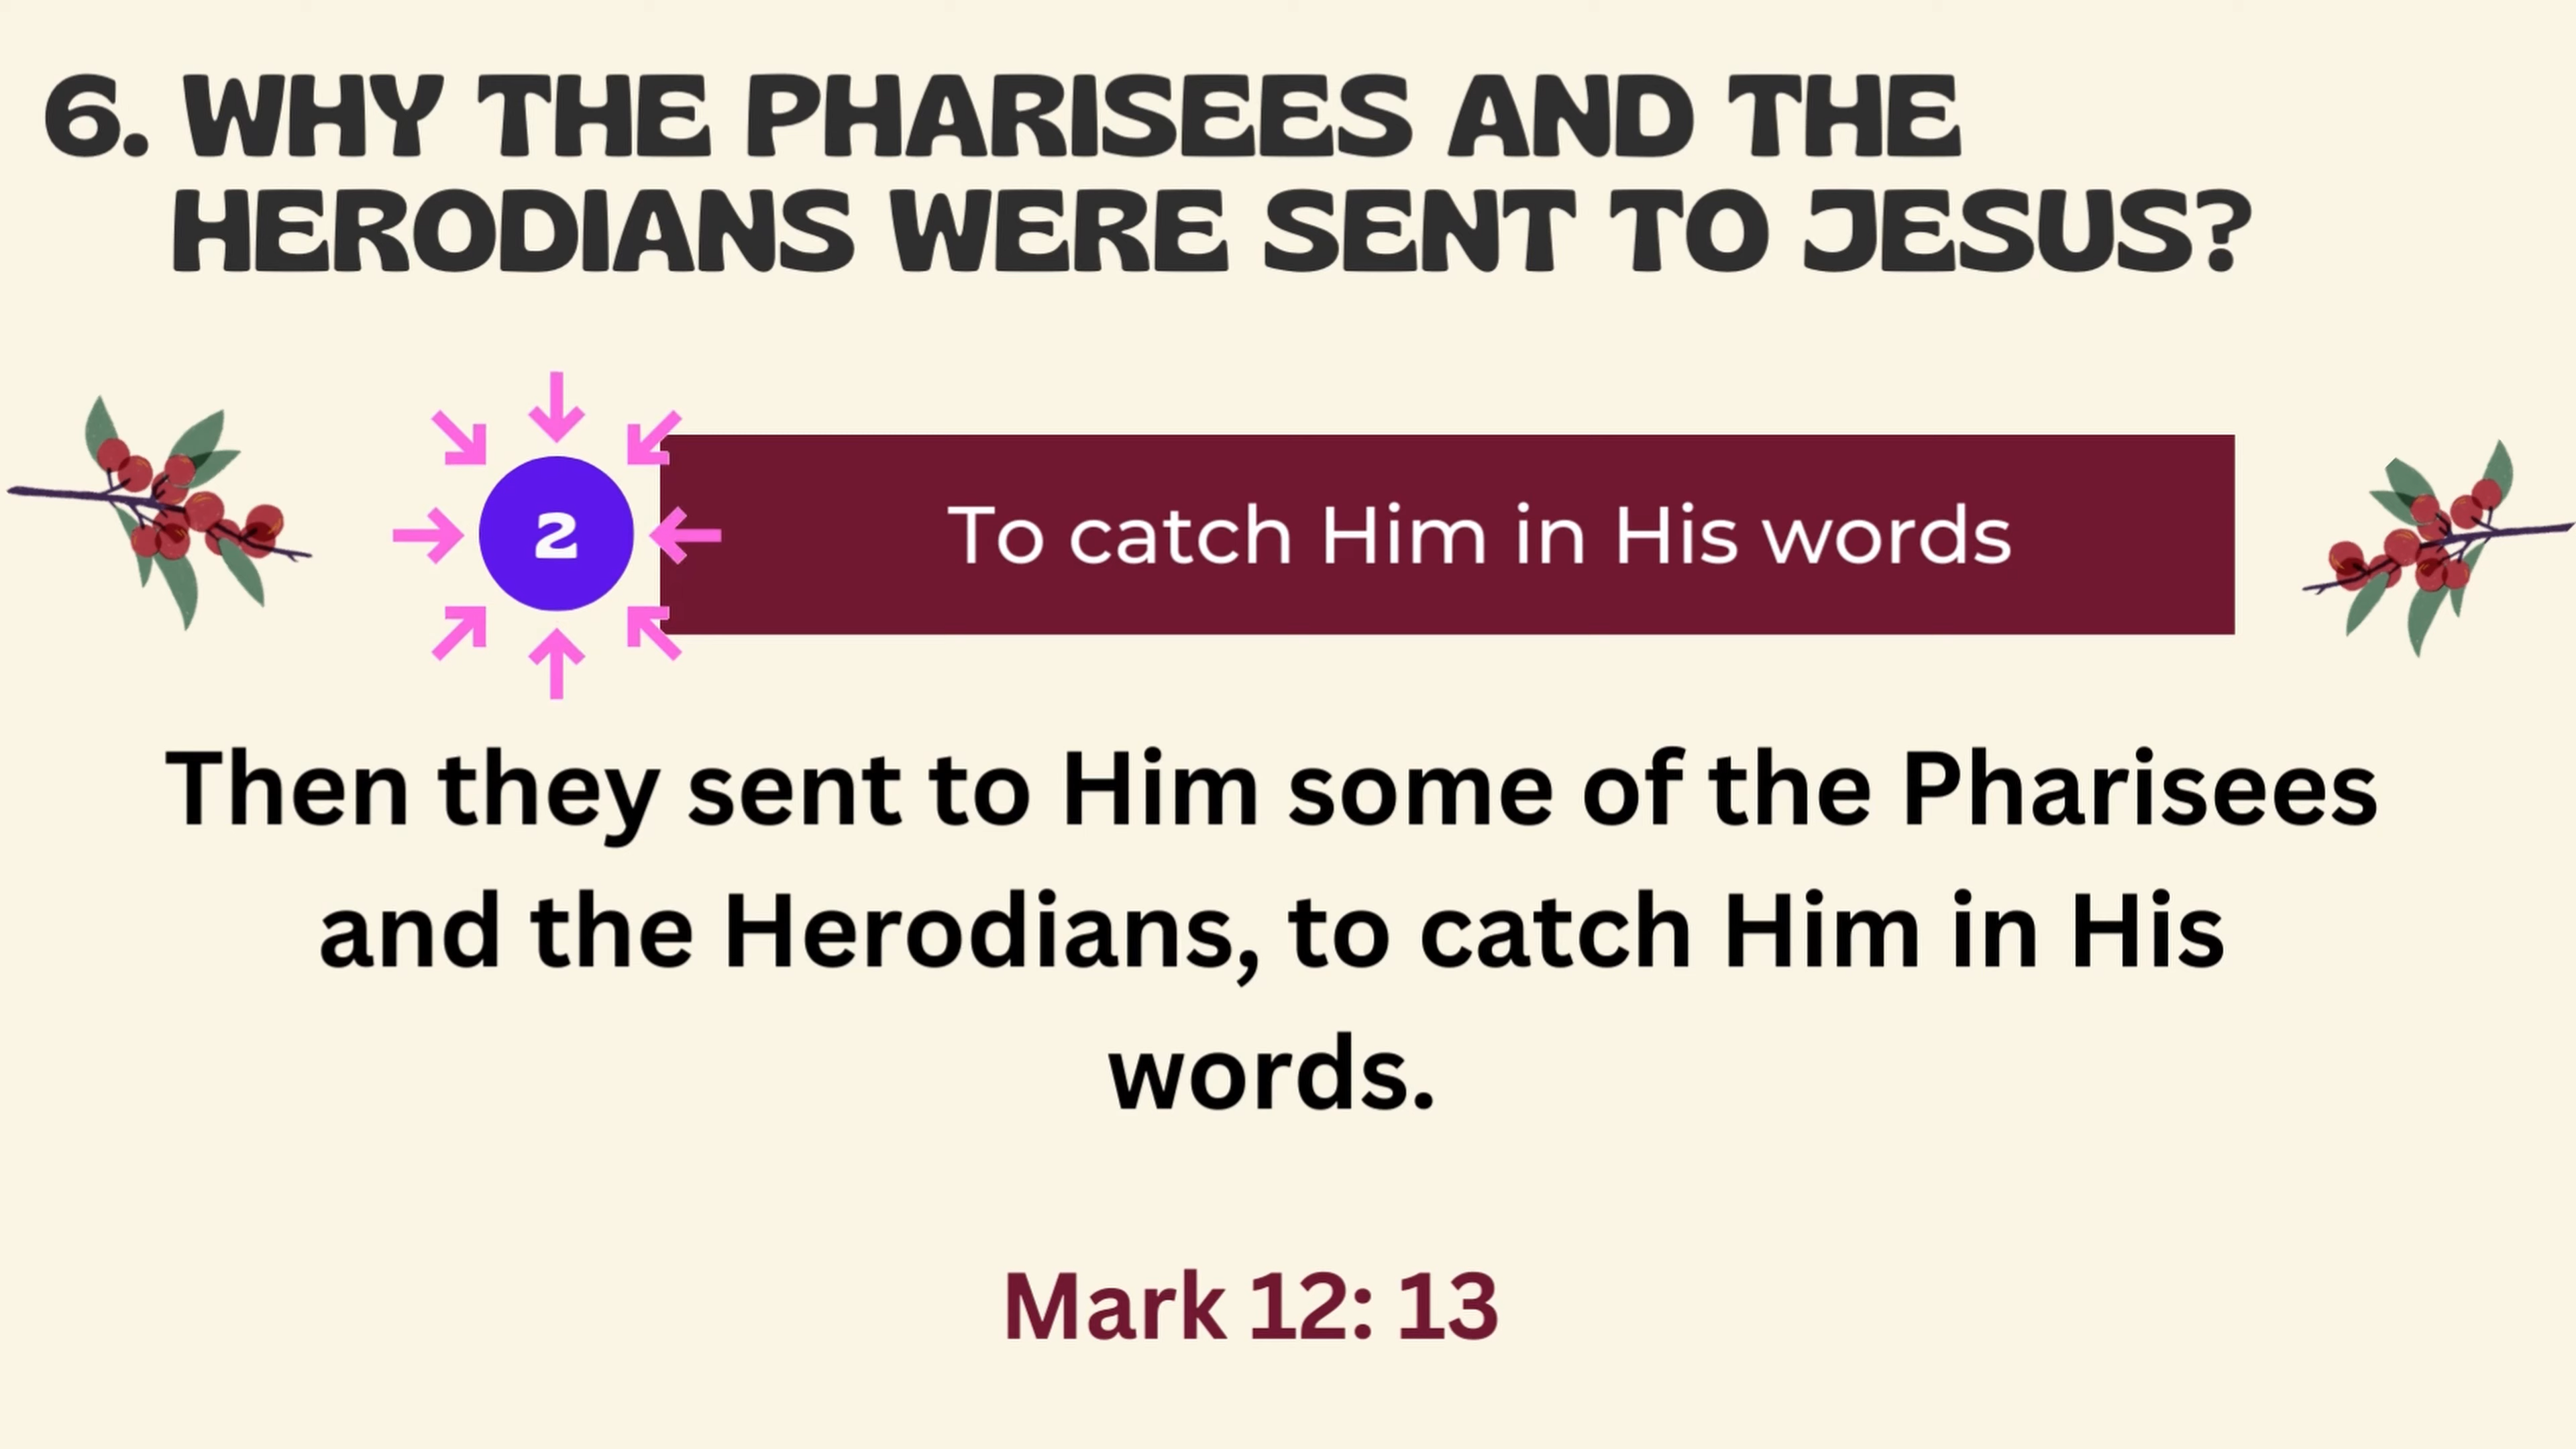 6. WHY THE PHARISEES AND THE
HERODIANS WERE SENT TO JESUS?
2
To catch Him in His words
Then they sent to Him some of the Pharisees
and the Herodians, to catch Him in His
words.
Mark 12: 13